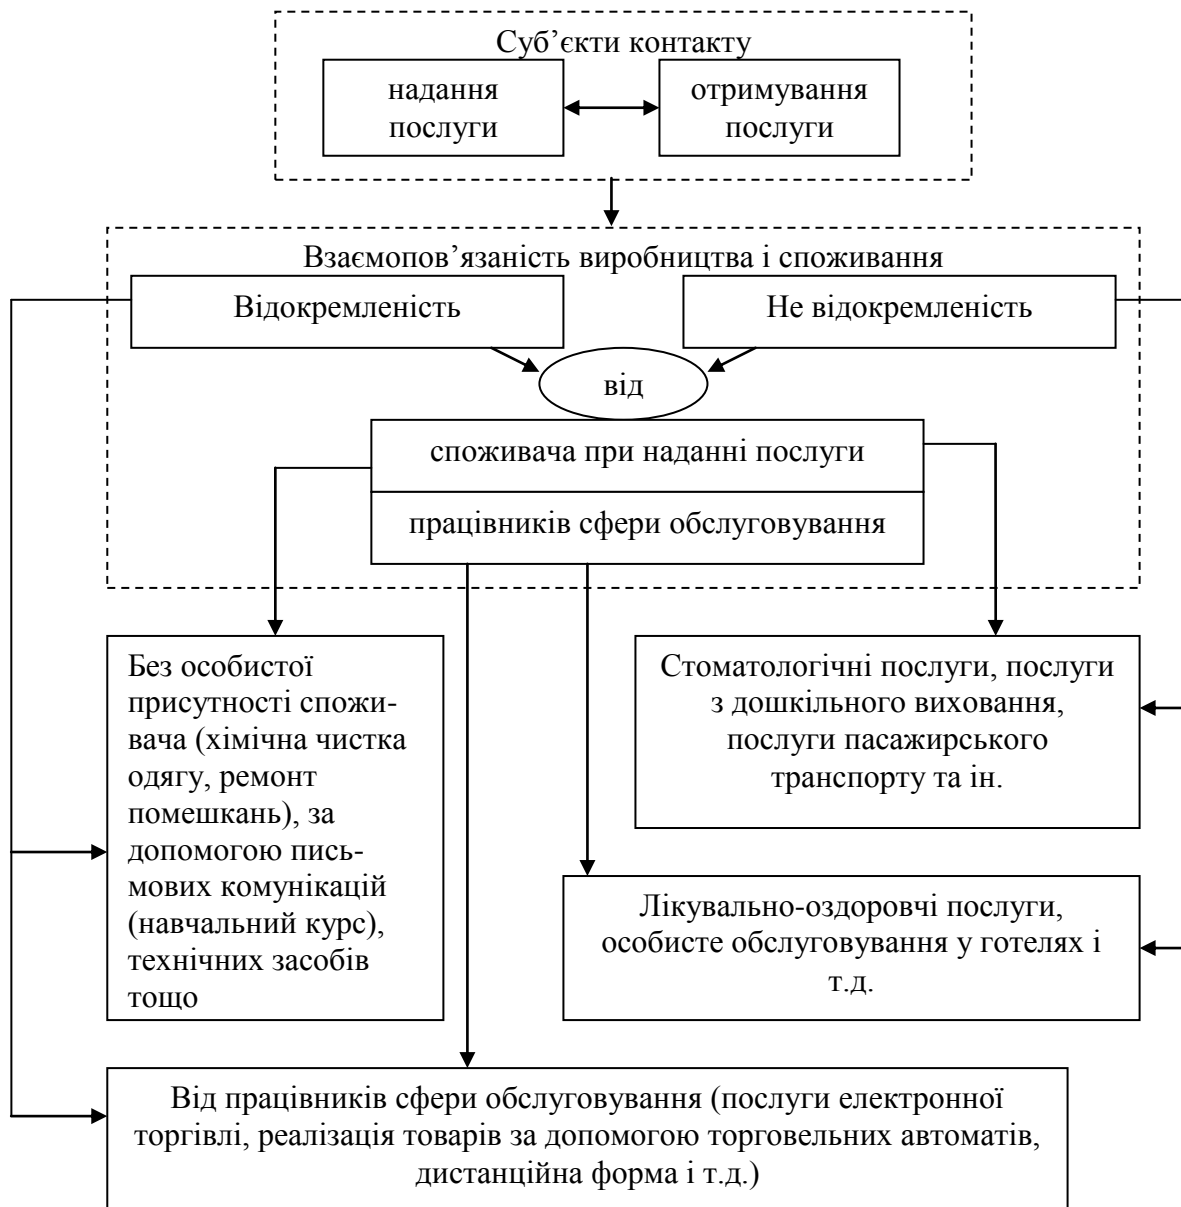 Суб’єкти контакту
надання
послуги
отримування
послуги
Взаємопов’язаність виробництва і споживання
Відокремленість
Не відокремленість
від
споживача при наданні послуги
працівників сфери обслуговування
Без особистої
присутності спожи-
вача (хімічна чистка
одягу, ремонт
помешкань), за
допомогою пись-
мових комунікацій
(навчальний курс),
технічних засобів
тощо
Стоматологічні послуги, послуги
з дошкільного виховання,
послуги пасажирського
транспорту та ін.
Лікувально-оздоровчі послуги,
особисте обслуговування у готелях і
т.д.
Від працівників сфери обслуговування (послуги електронної
торгівлі, реалізація товарів за допомогою торговельних автоматів,
дистанційна форма і т.д.)